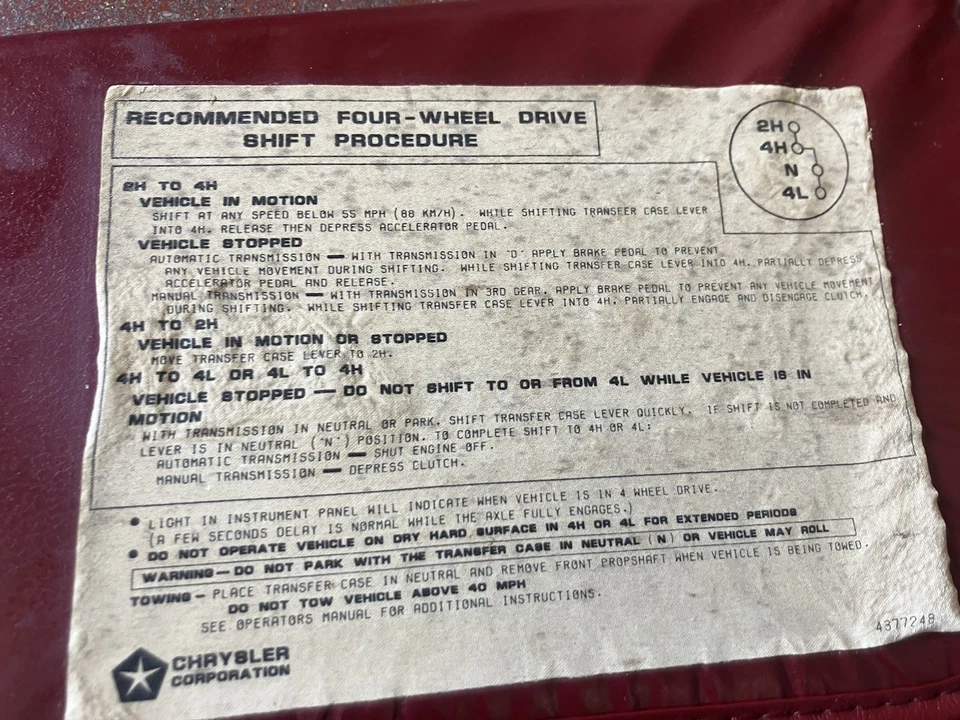 RECOMMENDED FOUR-WHEEL DRIVE
SHIFT PROCEDURE
2H
4H
N
4L
2H TO 4H
VEHICLE IN MOTION
SHIFT AT ANY SPEED BELOW 55 MPH (88 KM/H). WHILE SHIFTING TRANSFER CASE LEVER
INTO 4H, RELEASE THEN DEPRESS ACCELERATOR PEDAL.
VEHICLE STOPPED
AUTOMATIC TRANSMISSION — WITH TRANSMISSION IN "D" APPLY BRAKE PEDAL TO PREVENT
ANY VEHICLE MOVEMENT DURING SHIFTING. WHILE SHIFTING TRANSFER CASE LEVER INTO 4H, PARTIALLY DEPRESS
ACCELERATOR PEDAL AND RELEASE.
MANUAL TRANSMISSION — WITH TRANSMISSION IN 3RD GEAR, APPLY BRAKE PEDAL TO PREVENT ANY VEHICLE MOVEMENT
DURING SHIFTING. WHILE SHIFTING TRANSFER CASE LEVER INTO 4H, PARTIALLY ENGAGE AND DISENGAGE CLUTCH.
4H TO 2H
VEHICLE IN MOTION OR STOPPED
MOVE TRANSFER CASE LEVER TO 2H.
4H TO 4L OR 4L TO 4H
VEHICLE STOPPED — DO NOT SHIFT TO OR FROM 4L WHILE VEHICLE IS IN
MOTION
WITH TRANSMISSION IN NEUTRAL OR PARK, SHIFT TRANSFER CASE LEVER QUICKLY. IF SHIFT IS NOT COMPLETED AND
LEVER IS IN NEUTRAL ("N") POSITION, TO COMPLETE SHIFT TO 4H OR 4L:
AUTOMATIC TRANSMISSION — SHUT ENGINE OFF.
MANUAL TRANSMISSION — DEPRESS CLUTCH.
● LIGHT IN INSTRUMENT PANEL WILL INDICATE WHEN VEHICLE IS IN 4 WHEEL DRIVE.
(A FEW SECONDS DELAY IS NORMAL WHILE THE AXLE FULLY ENGAGES.)
● DO NOT OPERATE VEHICLE ON DRY HARD SURFACE IN 4H OR 4L FOR EXTENDED PERIODS
WARNING — DO NOT PARK WITH THE TRANSFER CASE IN NEUTRAL (N) OR VEHICLE MAY ROLL
TOWING — PLACE TRANSFER CASE IN NEUTRAL AND REMOVE FRONT PROPSHAFT WHEN VEHICLE IS BEING TOWED.
DO NOT TOW VEHICLE ABOVE 40 MPH
SEE OPERATORS MANUAL FOR ADDITIONAL INSTRUCTIONS.
4377248
CHRYSLER
CORPORATION